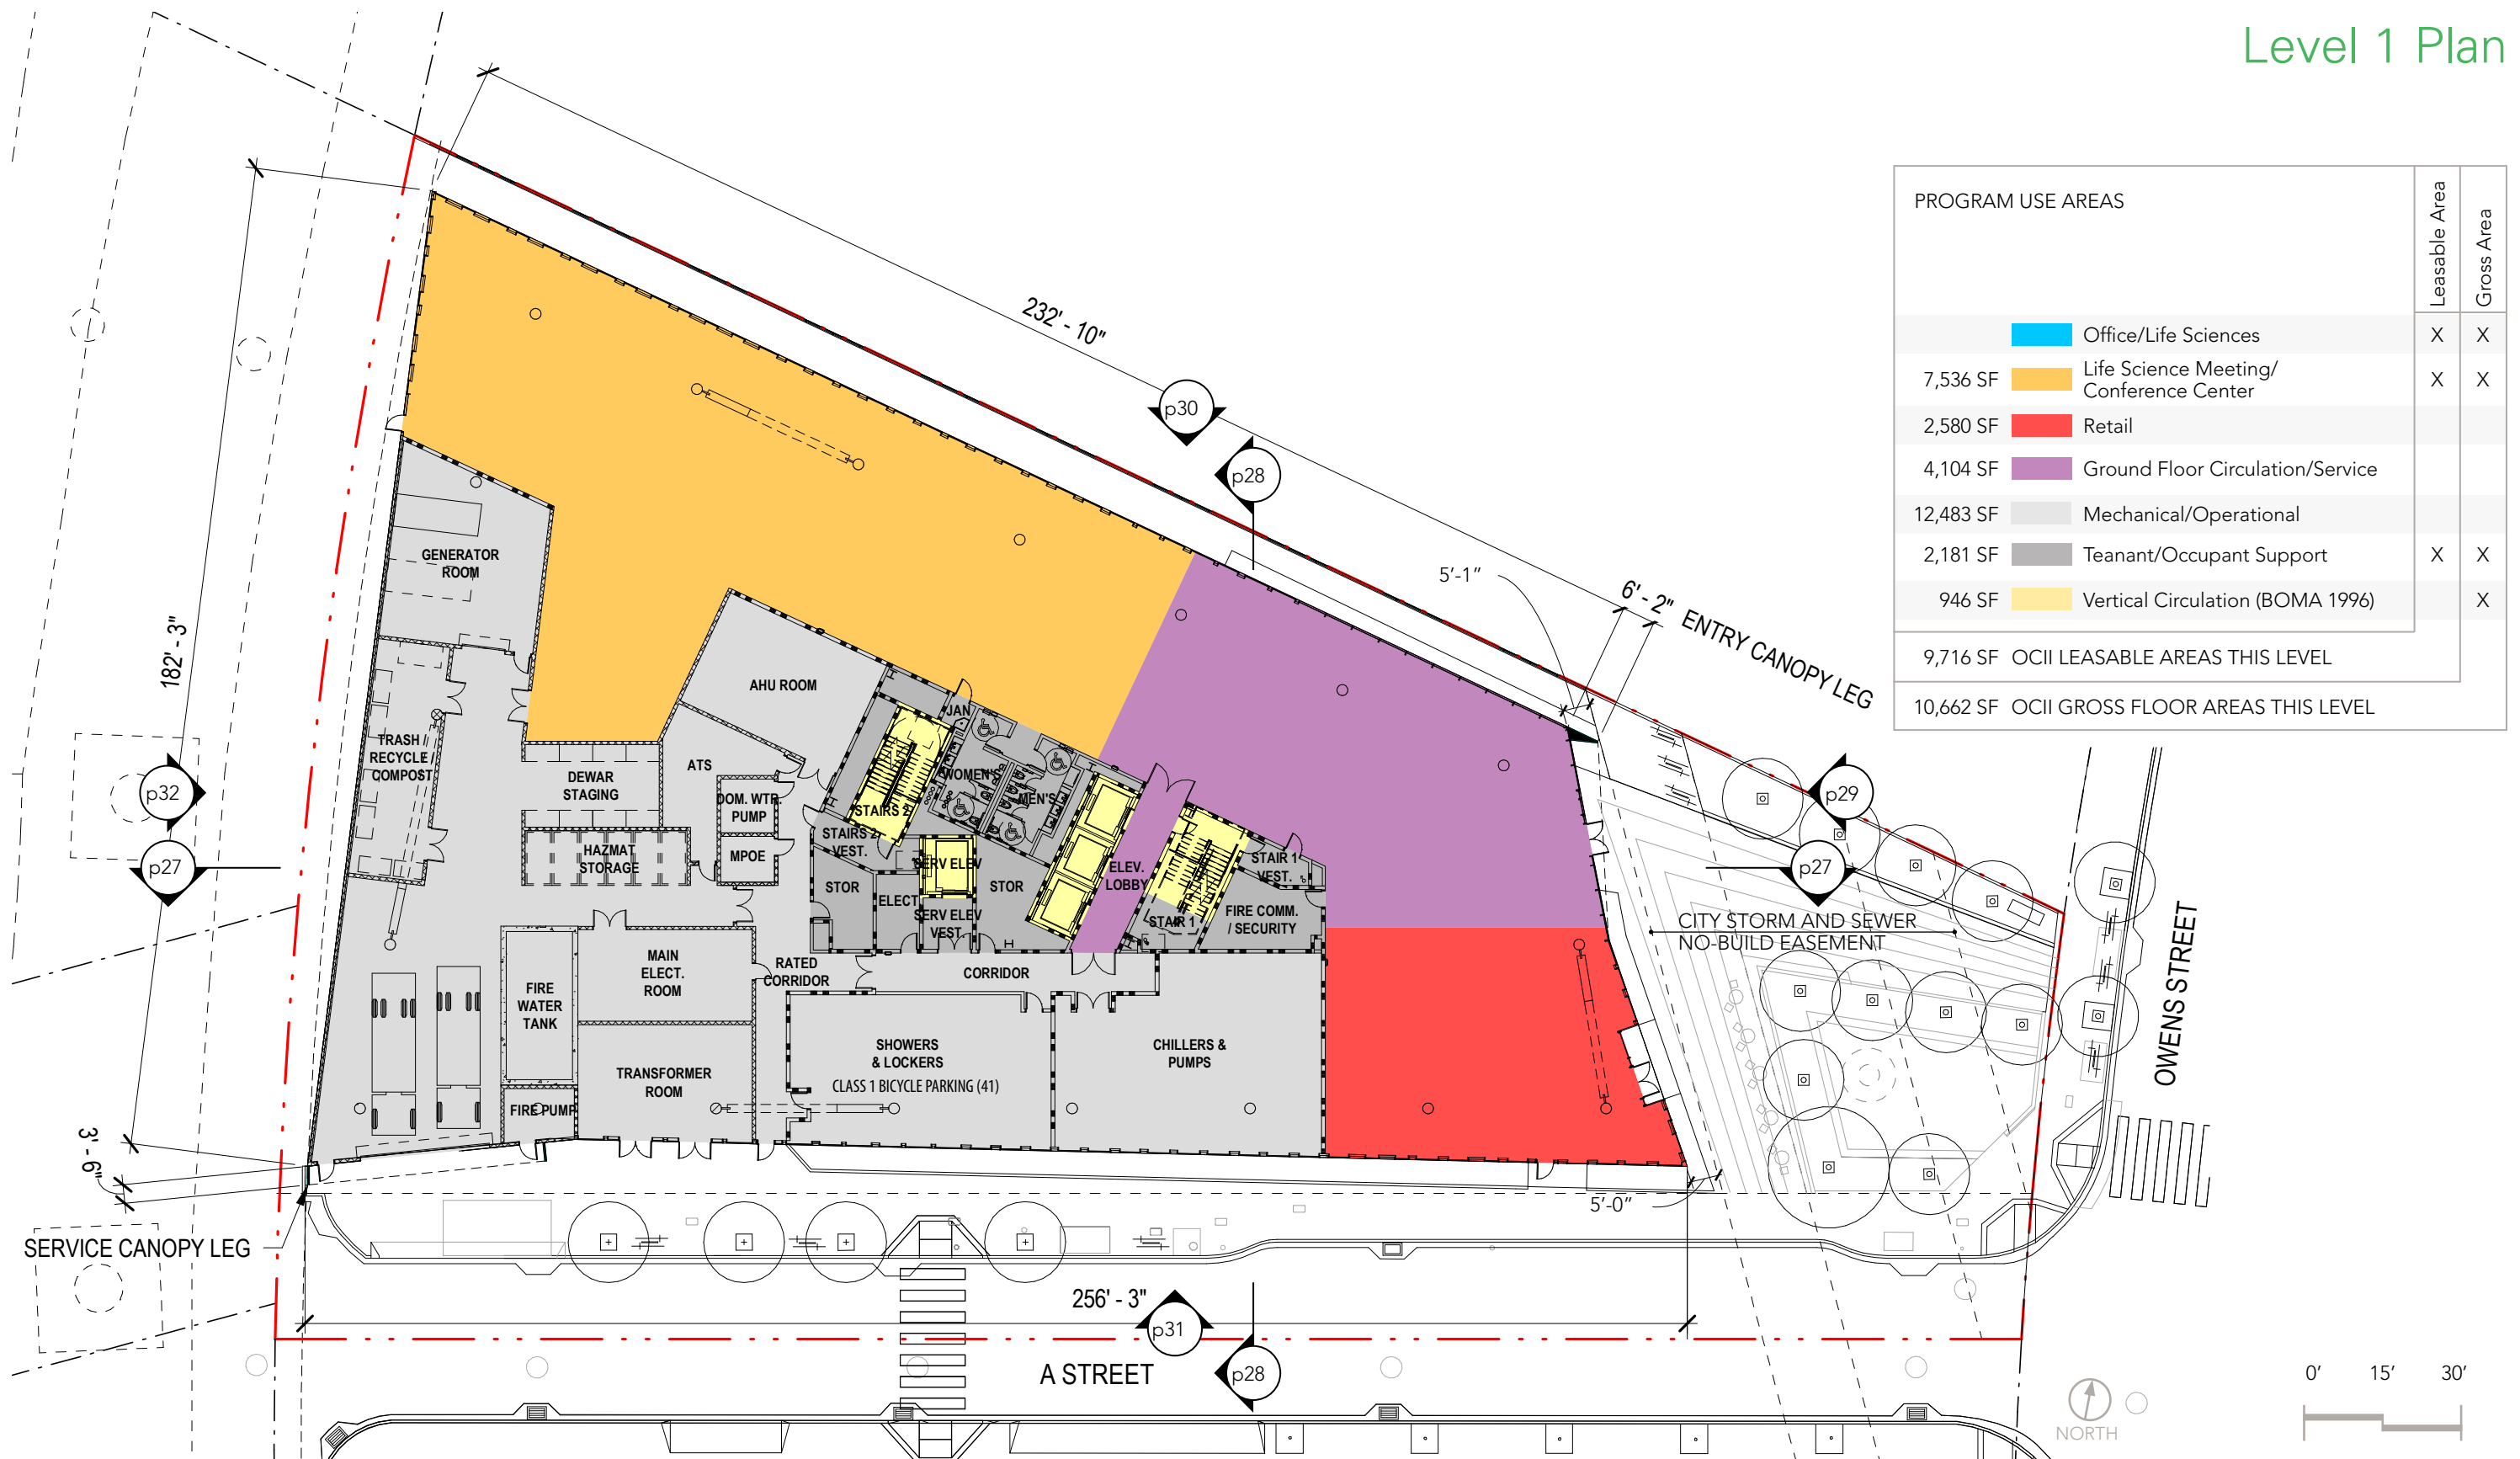 Level 1 Plan
PROGRAM USE AREAS
Leasable Area
Gross Area
Office/Life Sciences X X
7,536 SF Life Science Meeting/
Conference Center X X
2,580 SF Retail
4,104 SF Ground Floor Circulation/Service
12,483 SF Mechanical/Operational
2,181 SF Teanant/Occupant Support X X
946 SF Vertical Circulation (BOMA 1996) X
9,716 SF OCII LEASABLE AREAS THIS LEVEL
10,662 SF OCII GROSS FLOOR AREAS THIS LEVEL
232' - 10"
p30
p28
5'-1"
6' - 2" ENTRY CANOPY LEG
182' - 3"
p32
p27
p29
p27
GENERATOR
ROOM
AHU ROOM
TRASH /
RECYCLE /
COMPOST
DEWAR
STAGING
ATS
DOM. WTR.
PUMP
MPOE
HAZMAT
STORAGE
JAN
WOMEN'S
MEN'S
STAIRS 2
STAIRS 2
VEST.
SERV ELEV
STOR
ELECT
SERV ELEV
VEST.
STOR
ELEV.
LOBBY
STAIR 1
VEST.
STAIR 1
FIRE COMM.
/ SECURITY
CITY STORM AND SEWER
NO-BUILD EASEMENT
OWENS STREET
MAIN
ELECT.
ROOM
RATED
CORRIDOR
CORRIDOR
FIRE
WATER
TANK
SHOWERS
& LOCKERS
CLASS 1 BICYCLE PARKING (41)
CHILLERS &
PUMPS
TRANSFORMER
ROOM
FIRE PUMP
3' - 6"
5'-0"
SERVICE CANOPY LEG
256' - 3"
p31
A STREET
p28
NORTH
0' 15' 30'